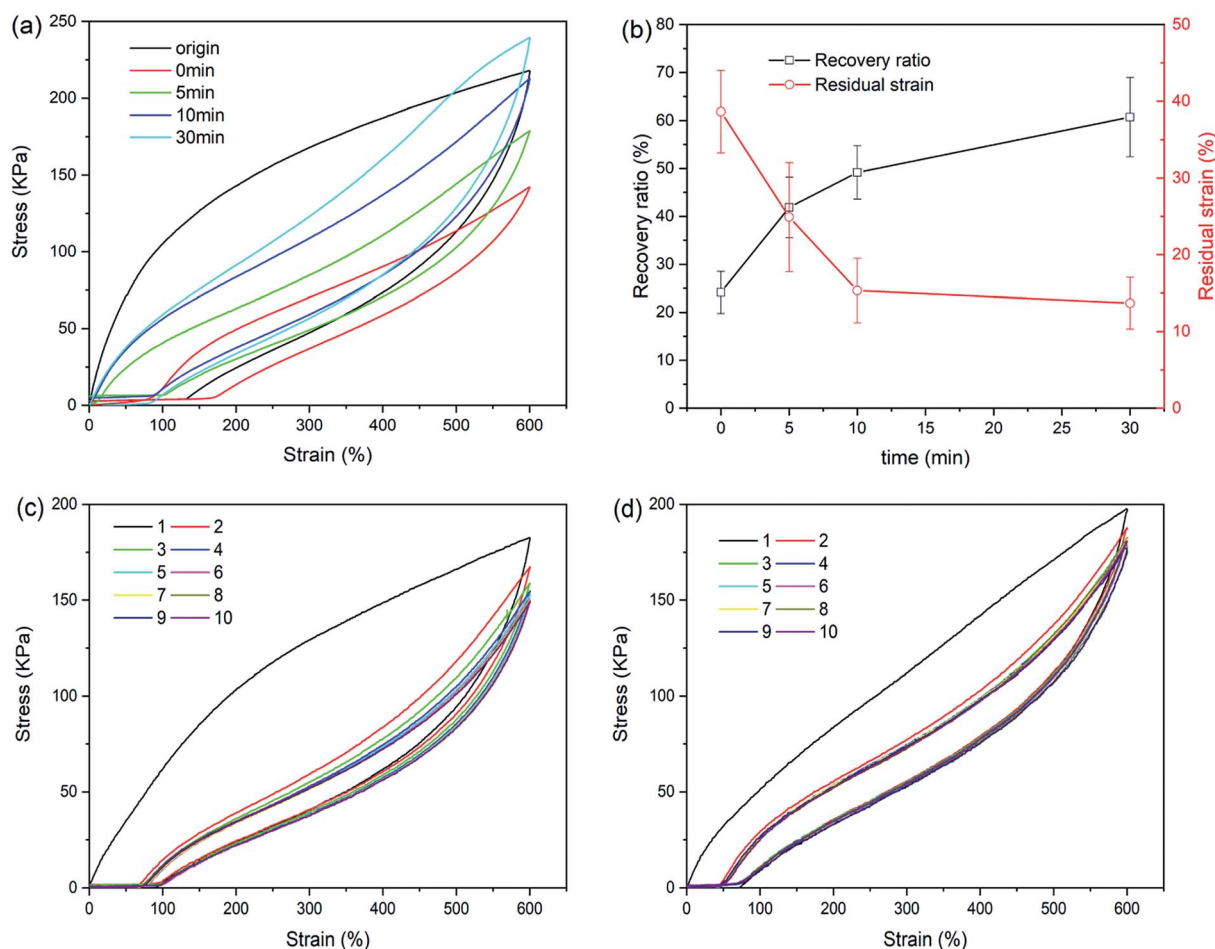 (a)
250
200
150
100
50
0
Stress (KPa)
origin
0min
5min
10min
30min
0 100 200 300 400 500 600
Strain (%)
(b)
80
70
60
50
40
30
20
10
0
Recovery ratio (%)
Recovery ratio
Residual strain
50
40
30
20
10
0
Residual strain (%)
0 5 10 15 20 25 30
time (min)
(c)
200
150
100
50
0
Stress (KPa)
1 2
3 4
5 6
7 8
9 10
0 100 200 300 400 500 600
Strain (%)
(d)
200
150
100
50
0
Stress (KPa)
1 2
3 4
5 6
7 8
9 10
0 100 200 300 400 500 600
Strain (%)